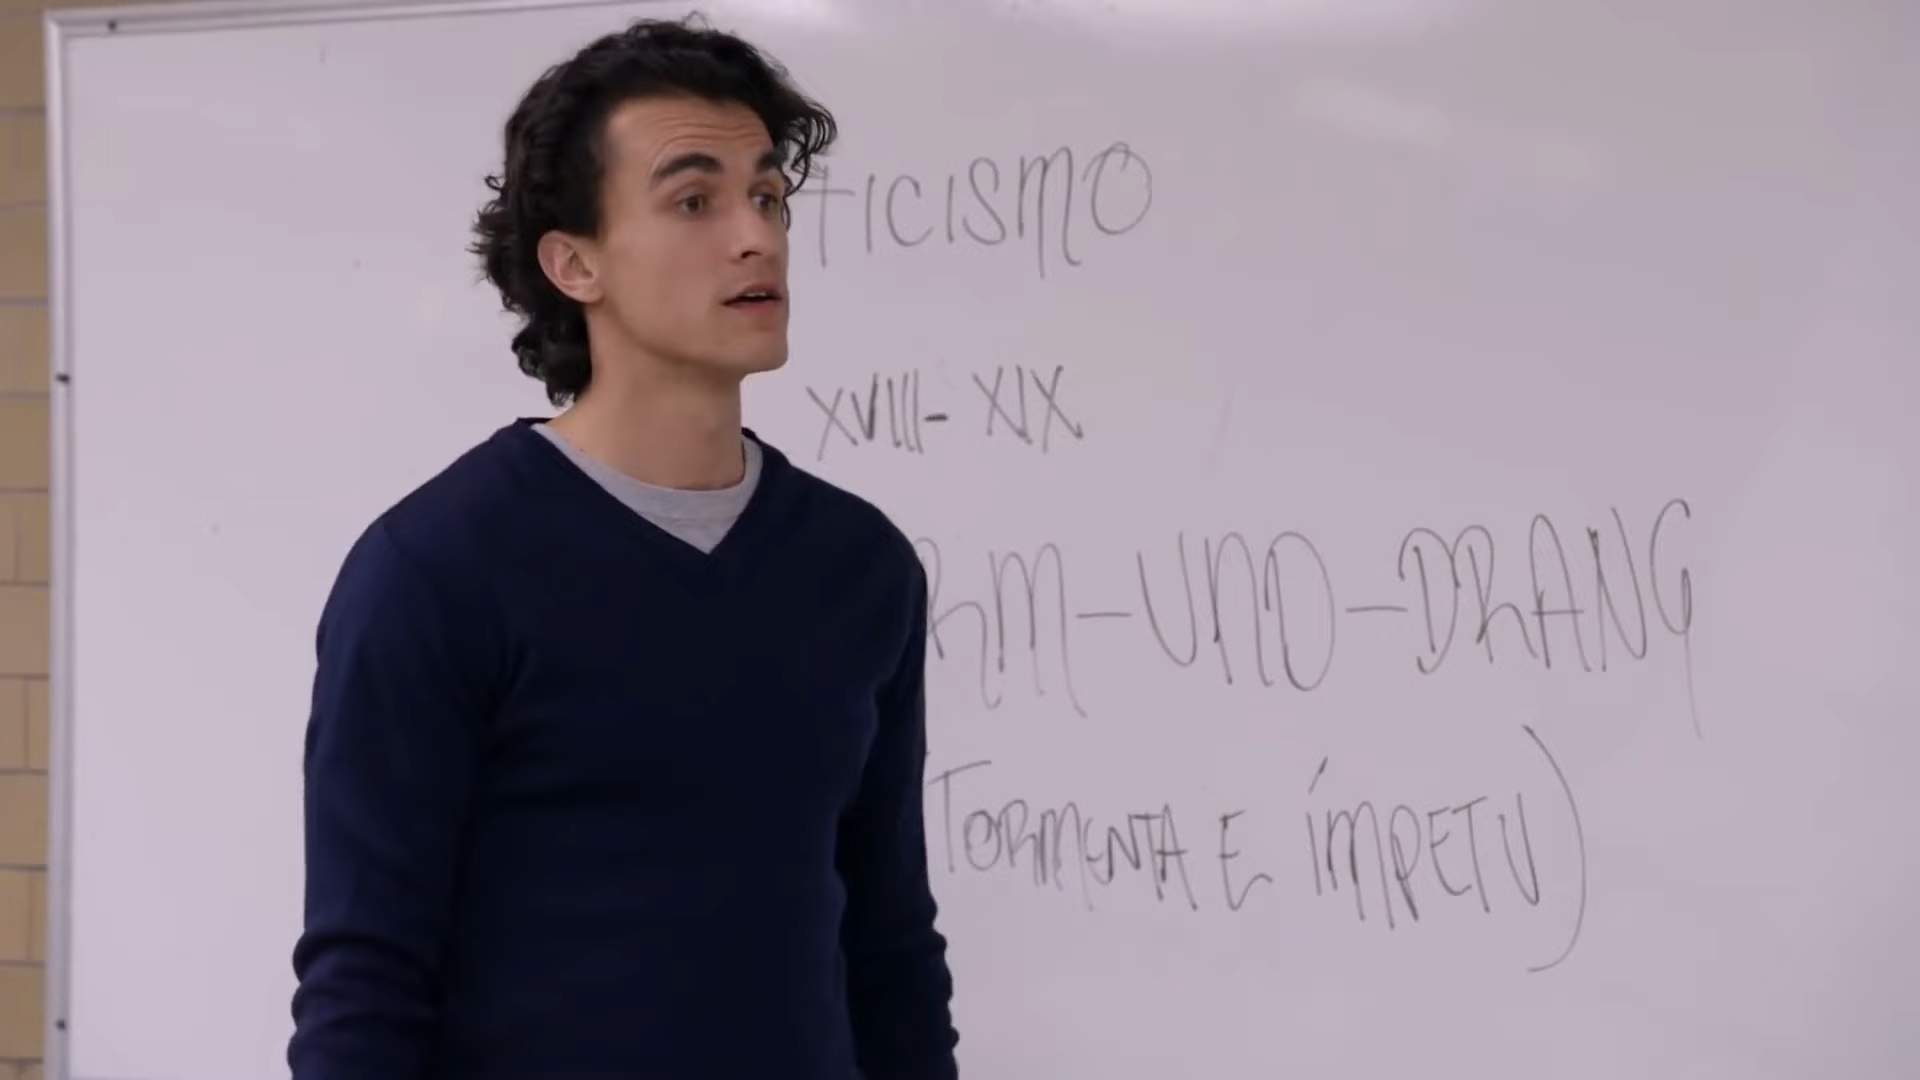 TICISMO
XVIII-XIX
RM-UND-DRANG
(TORMENTA E ÍMPETU)